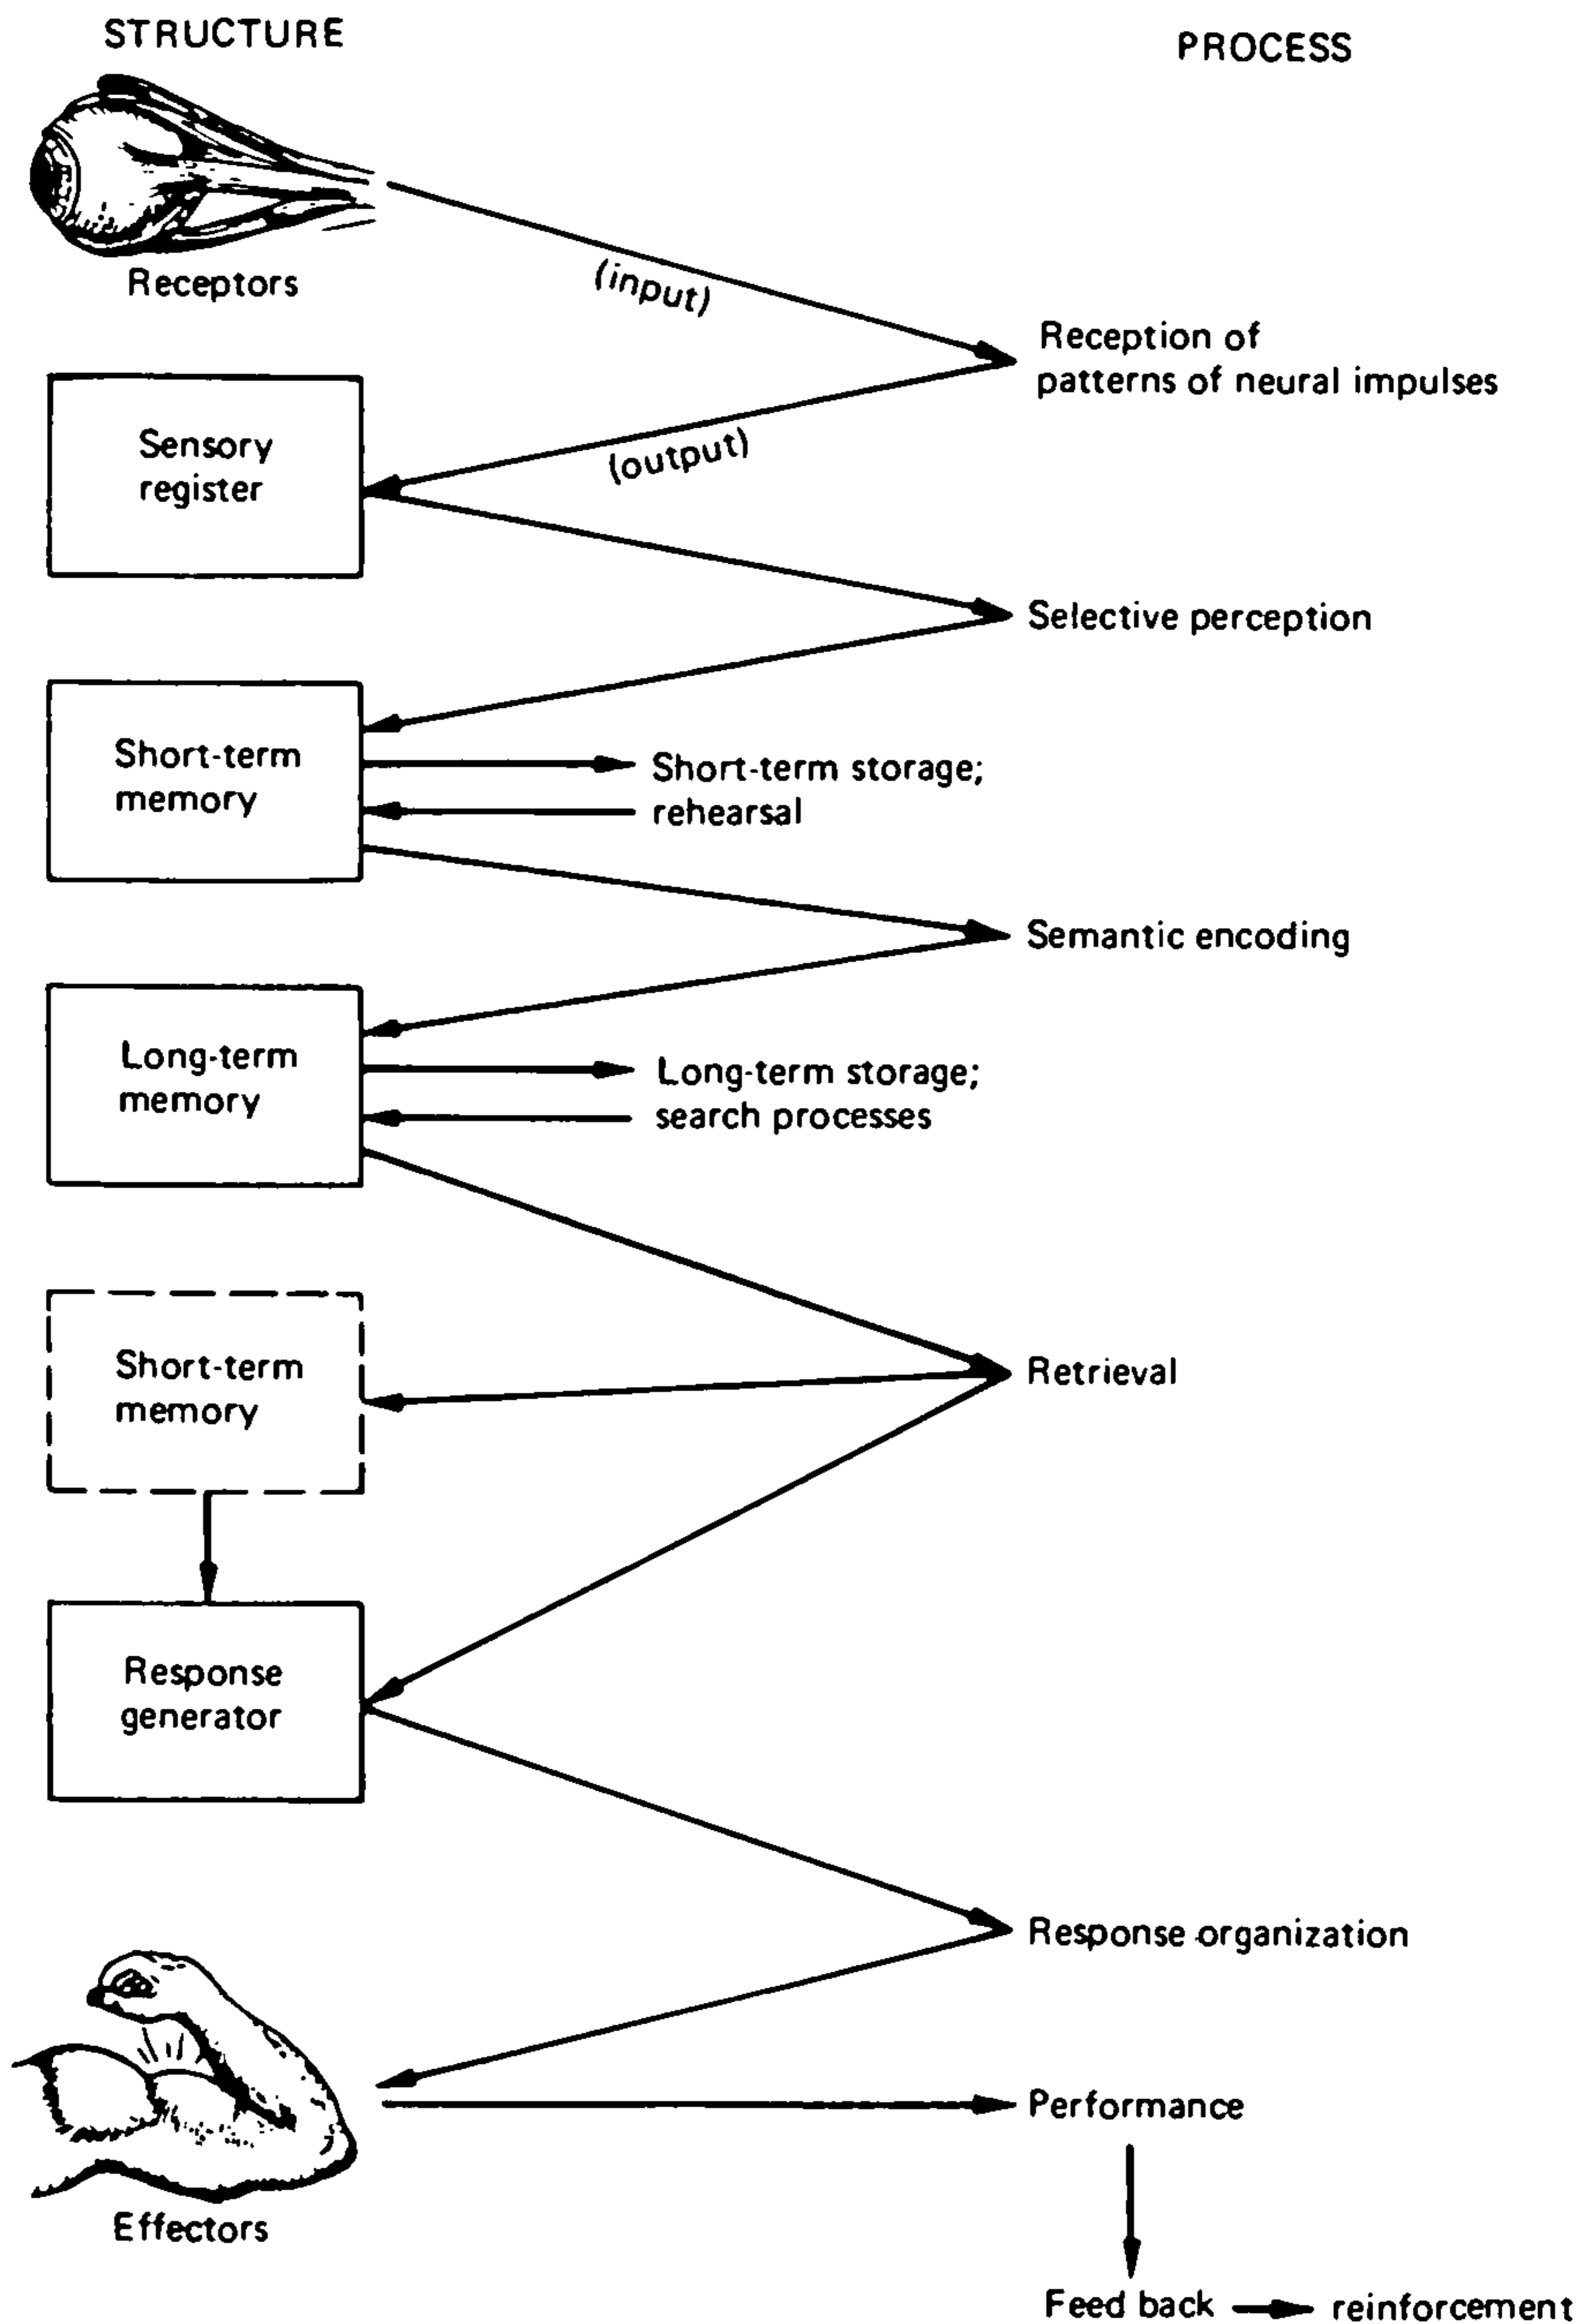 STRUCTURE
PROCESS
Receptors
(input)
Reception of
patterns of neural impulses
Sensory
register
(output)
Selective perception
Short-term
memory
Short-term storage;
rehearsal
Semantic encoding
Long-term
memory
Long-term storage;
search processes
Short-term
memory
Retrieval
Response
generator
Response organization
Performance
Effectors
Feed back
reinforcement